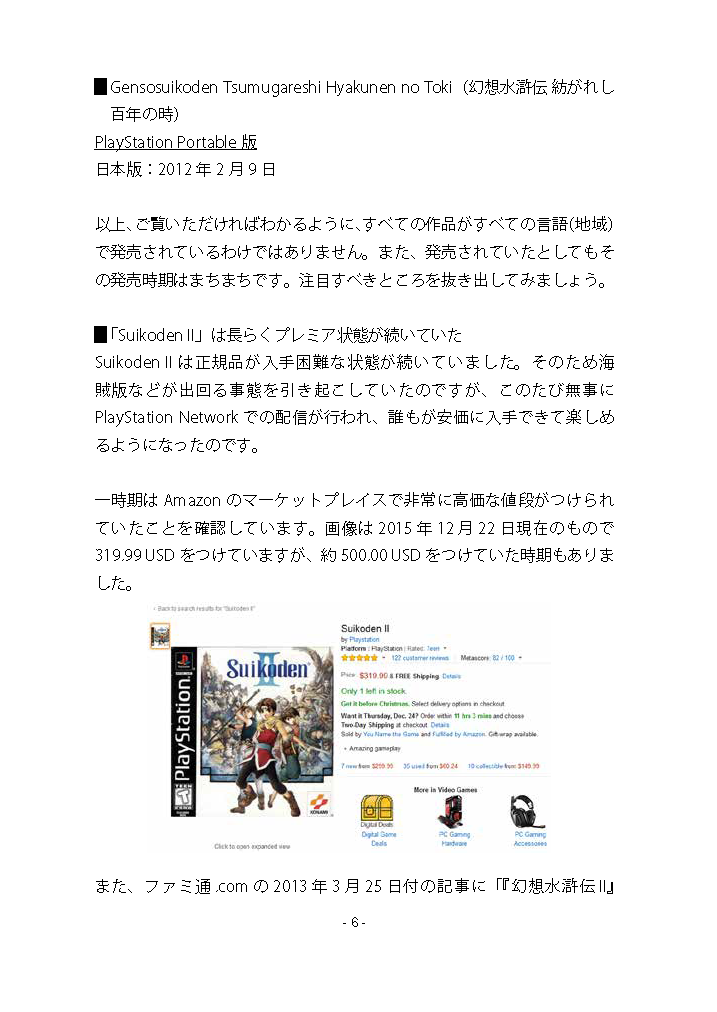 ■Gensosuikoden Tsumugareshi Hyakunen no Toki（幻想水滸伝 紡がれし
百年の時）
PlayStation Portable 版
日本版：2012 年 2 月 9 日
以上、ご覧いただければわかるように、すべての作品がすべての言語（地域）
で発売されているわけではありません。また、発売されていたとしてもそ
の発売時期はまちまちです。注目すべきところを抜き出してみましょう。
■「Suikoden II」は長らくプレミア状態が続いていた
Suikoden II は正規品が入手困難な状態が続いていました。そのため海
賊版などが出回る事態を引き起こしていたのですが、このたび無事に
PlayStation Network での配信が行われ、誰もが安価に入手できて楽しめ
るようになったのです。
一時期は Amazon のマーケットプレイスで非常に高価な値段がつけられ
ていたことを確認しています。画像は 2015 年 12 月 22 日現在のもので
319.99 USD をつけていますが、約 500.00 USD をつけていた時期もありま
した。
‹ Back to search results for "Suikoden II"
PlayStation
Suikoden II
TEEN
T
KONAMI
Click to open expanded view
Suikoden II
by Playstation
Platform : PlayStation | Rated: Teen
122 customer reviews Metascore: 82 / 100
Price: $319.99 & FREE Shipping. Details
Only 1 left in stock.
Get it before Christmas. Select delivery options in checkout.
Want it Thursday, Dec. 24? Order within 11 hrs 3 mins and choose
Two-Day Shipping at checkout. Details
Sold by You Name the Game and Fulfilled by Amazon. Gift-wrap available.
• Amazing gameplay
7 new from $299.99 35 used from $60.24 10 collectible from $149.99
More in Video Games
Digital Deals
Digital Game
Deals
PC Gaming
Hardware
PC Gaming
Accessories
また、ファミ通 .com の 2013 年 3 月 25 日付の記事に「『幻想水滸伝 II』
- 6 -